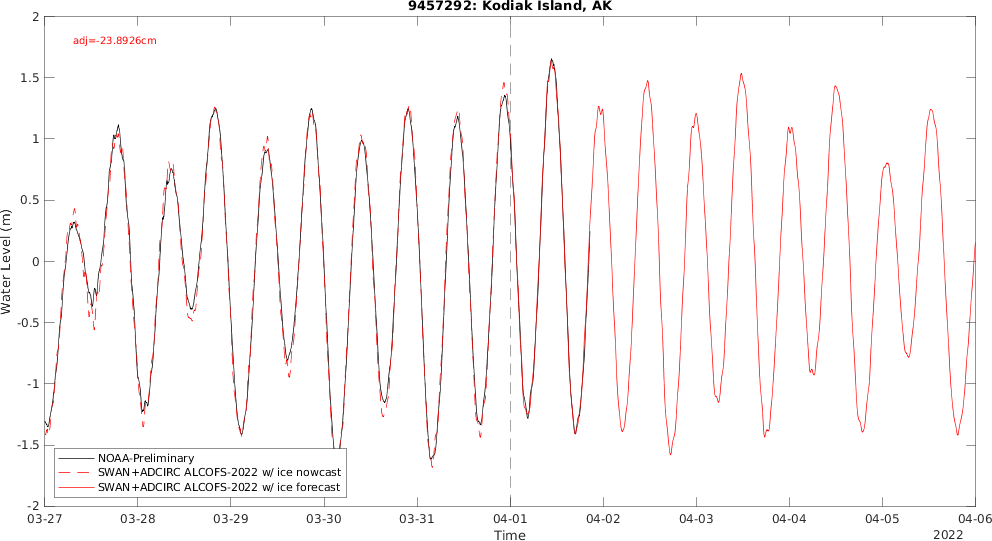 9457292: Kodiak Island, AK
adj=-23.8926cm
Water Level (m)
2
1.5
1
0.5
0
-0.5
-1
-1.5
-2
NOAA-Preliminary
SWAN+ADCIRC ALCOFS-2022 w/ ice nowcast
SWAN+ADCIRC ALCOFS-2022 w/ ice forecast
03-27 03-28 03-29 03-30 03-31 04-01 04-02 04-03 04-04 04-05 04-06
Time
2022